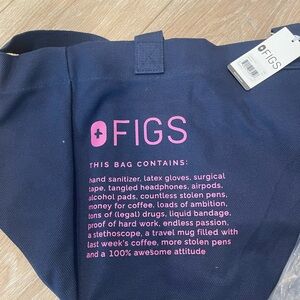 FIGS
THIS BAG CONTAINS:
hand sanitizer, latex gloves, surgical
tape, tangled headphones, airpods,
alcohol pads, countless stolen pens,
money for coffee, loads of ambition,
tons of (legal) drugs, liquid bandage,
proof of hard work, endless passion,
a stethoscope, a travel mug filled with
last week's coffee, more stolen pens
and a 100% awesome attitude